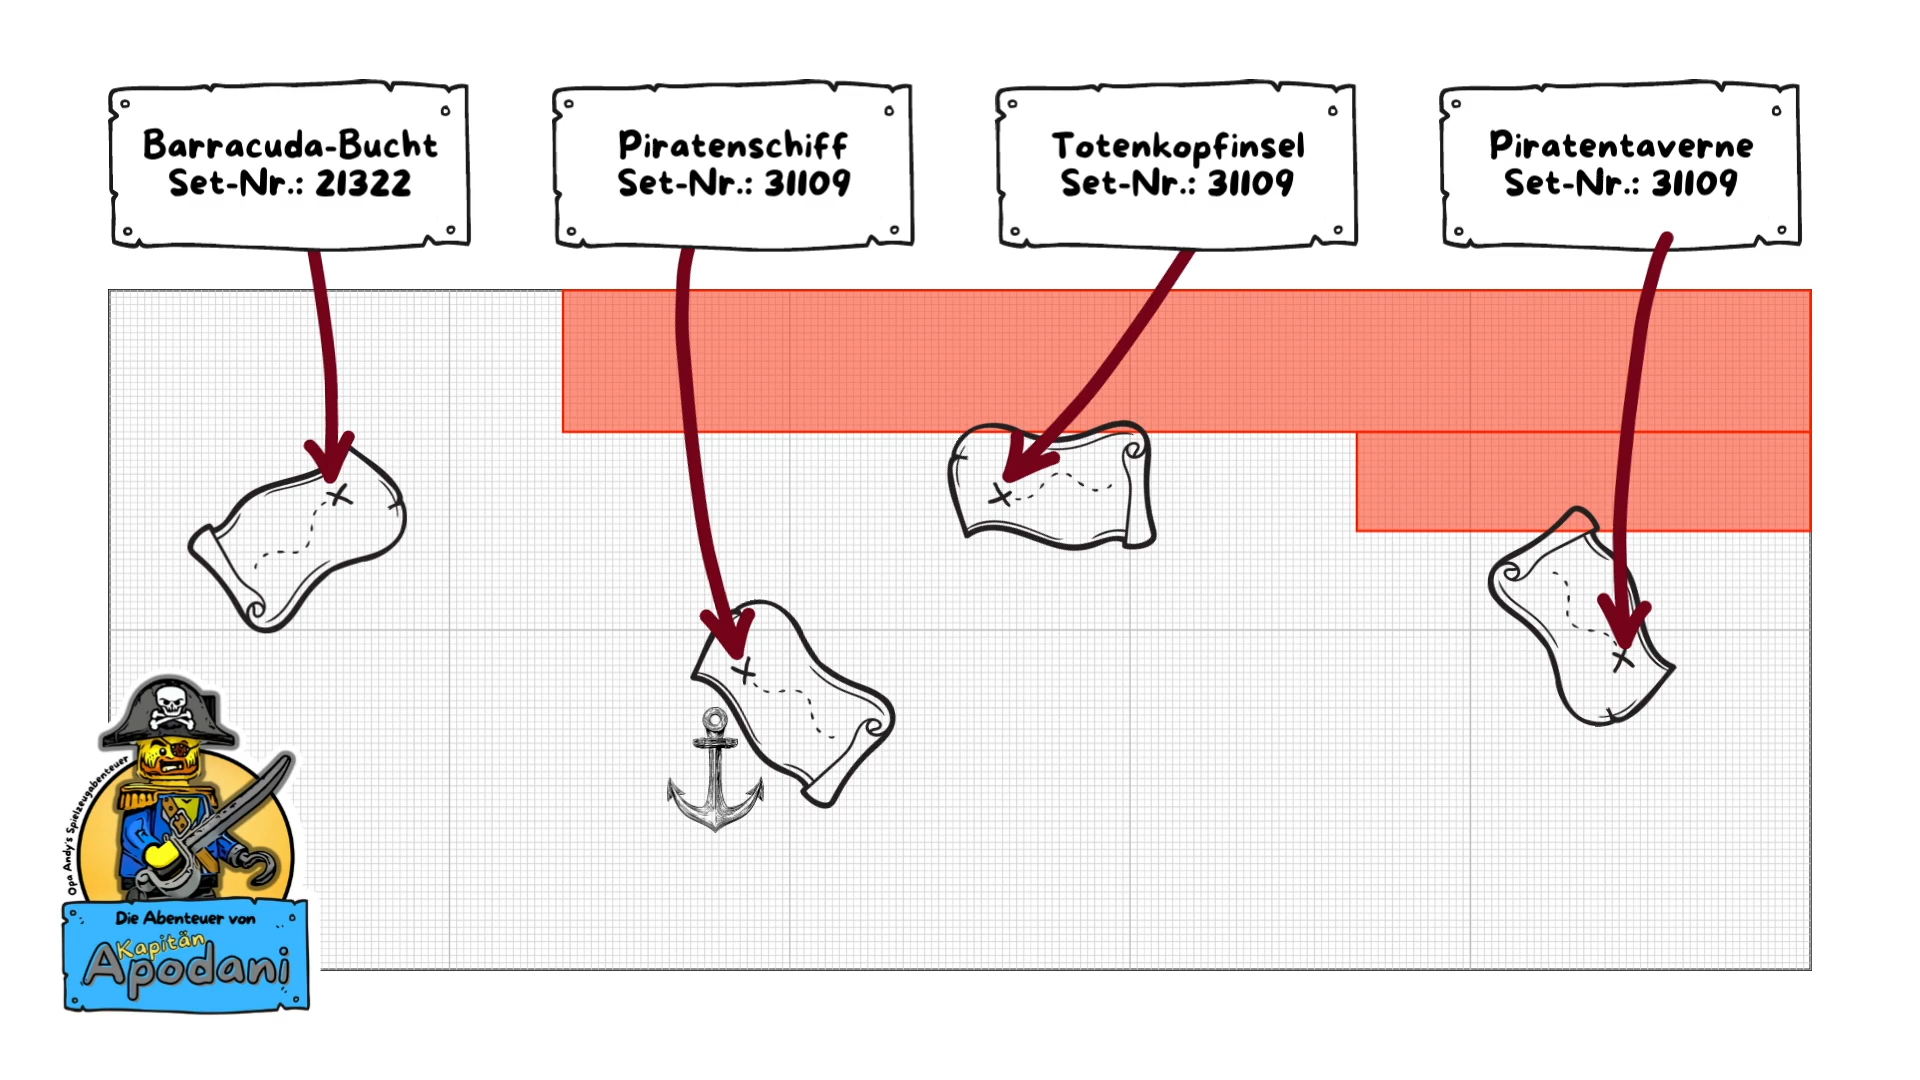 Barracuda-Bucht
Set-Nr.: 21322
Piratenschiff
Set-Nr.: 31109
Totenkopfinsel
Set-Nr.: 31109
Piratentaverne
Set-Nr.: 31109
Opa Andy's Spielzeugabenteuer
Die Abenteuer von
Kapitän
Apodani